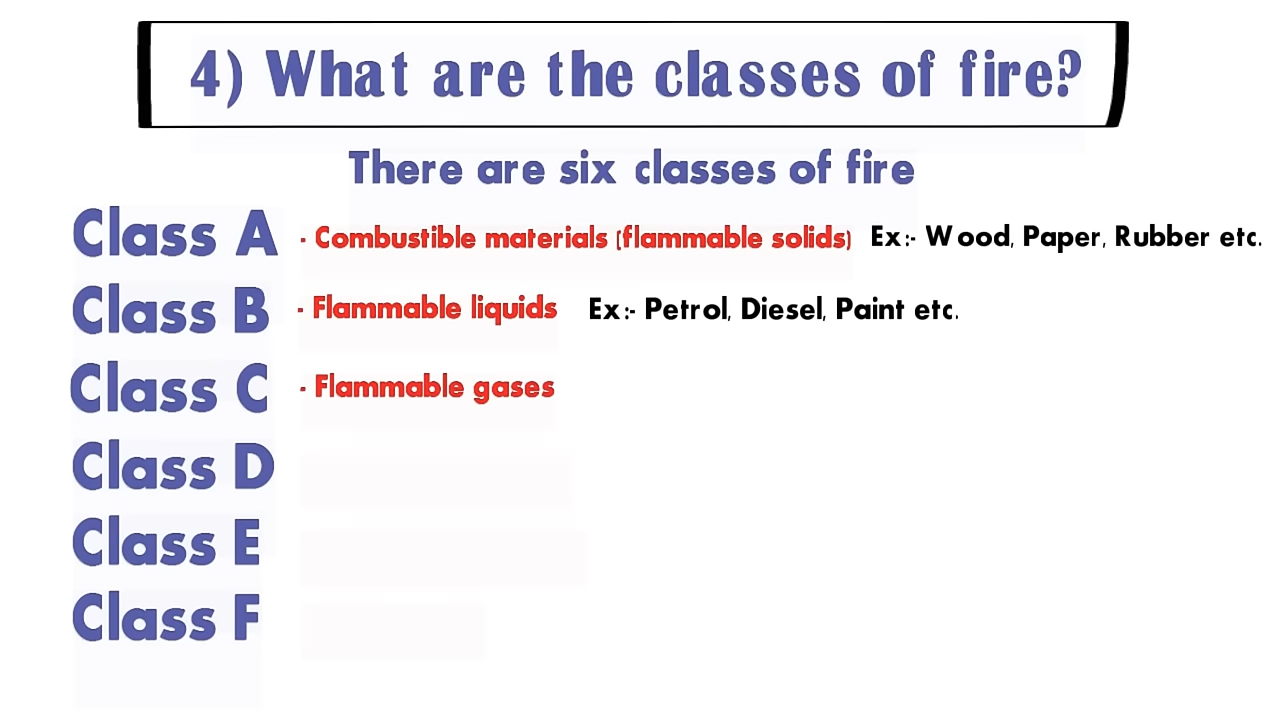 4) What are the classes of fire?
There are six classes of fire
Class A - Combustible materials (flammable solids) Ex:- Wood, Paper, Rubber etc.
Class B - Flammable liquids Ex:- Petrol, Diesel, Paint etc.
Class C - Flammable gases
Class D
Class E
Class F